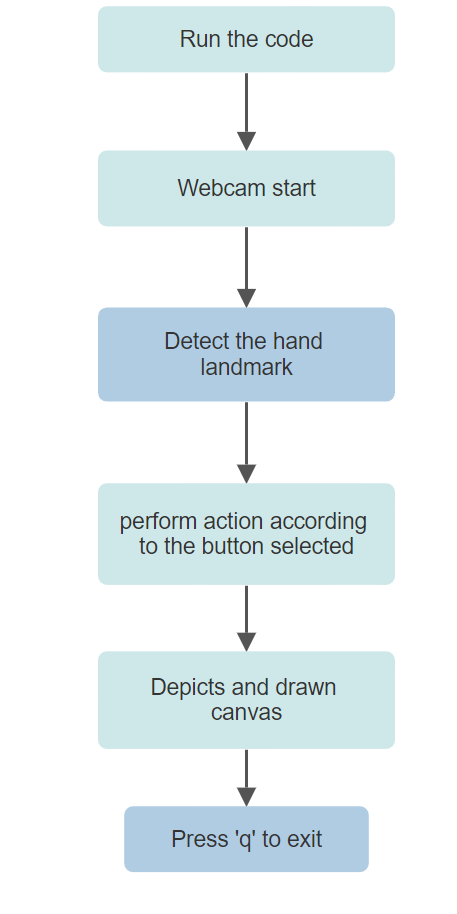 Run the code
Webcam start
Detect the hand
landmark
perform action according
to the button selected
Depicts and drawn
canvas
Press 'q' to exit